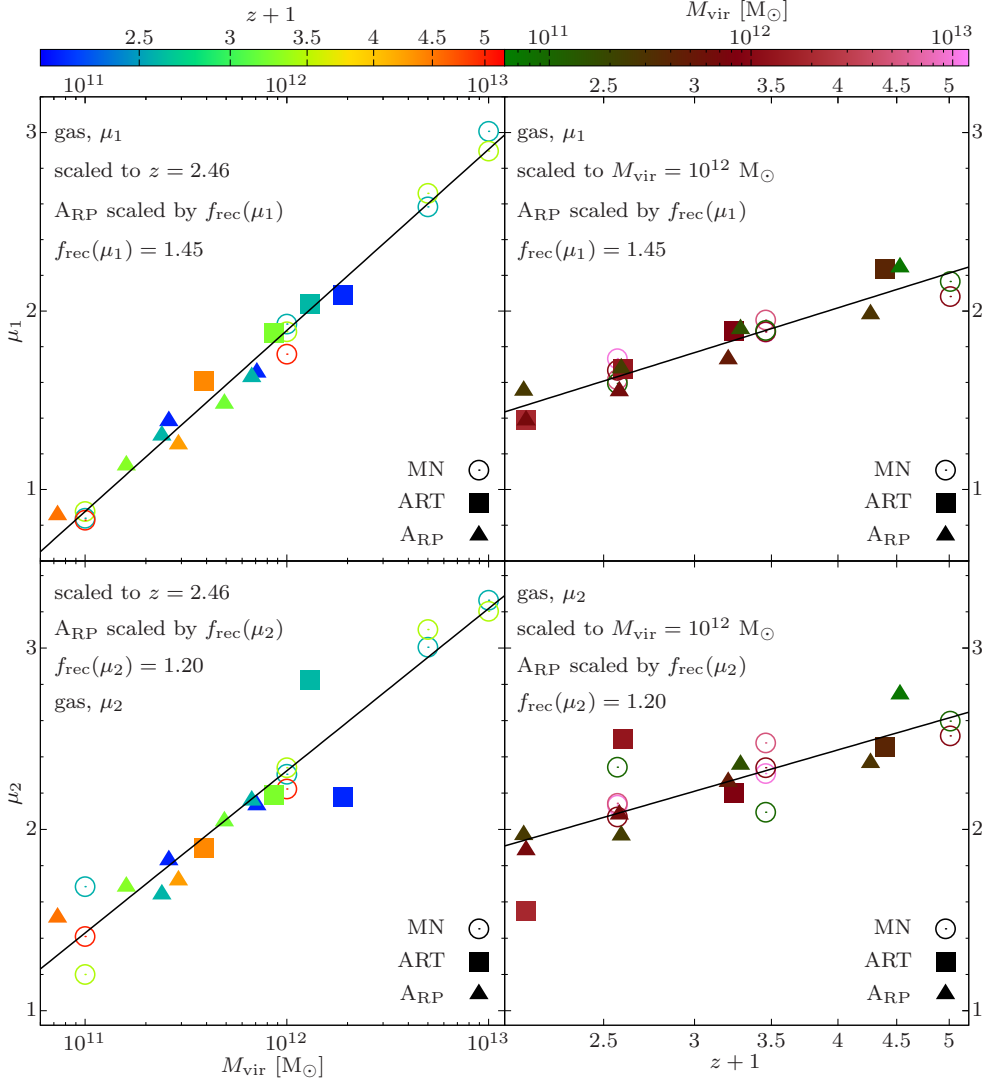 z + 1
M_vir [M_⊙]
2.5 3 3.5 4 4.5 5
10^11 10^12 10^13
10^11 10^12 10^13
2.5 3 3.5 4 4.5 5
gas, μ_1
scaled to z = 2.46
A_RP scaled by f_rec(μ_1)
f_rec(μ_1) = 1.45
MN
ART
A_RP
μ_1
3
2
1
gas, μ_1
scaled to M_vir = 10^12 M_⊙
A_RP scaled by f_rec(μ_1)
f_rec(μ_1) = 1.45
MN
ART
A_RP
3
2
1
scaled to z = 2.46
A_RP scaled by f_rec(μ_2)
f_rec(μ_2) = 1.20
gas, μ_2
MN
ART
A_RP
μ_2
3
2
1
gas, μ_2
scaled to M_vir = 10^12 M_⊙
A_RP scaled by f_rec(μ_2)
f_rec(μ_2) = 1.20
MN
ART
A_RP
3
2
1
10^11 10^12 10^13
M_vir [M_⊙]
2.5 3 3.5 4 4.5 5
z + 1